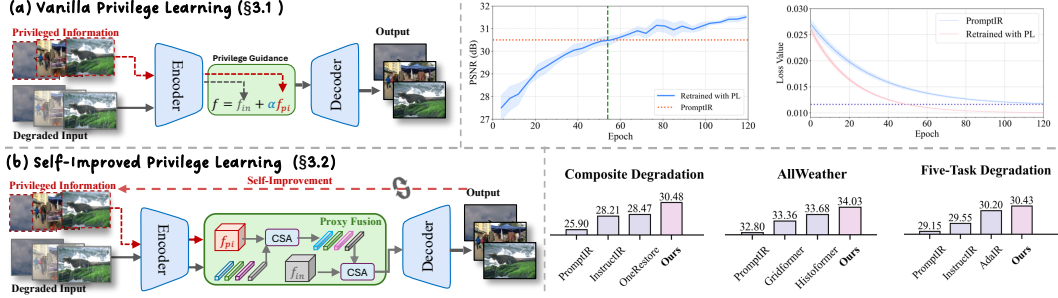 (a) Vanilla Privilege Learning (§3.1 )
Privileged Information
Degraded Input
Encoder
Privilege Guidance
f = f_in + αf_pi
Decoder
Output
PSNR (dB)
32
31
30
29
28
27
0 20 40 60 80 100 120
Epoch
Retrained with PL
PromptIR
Loss Value
0.030
0.025
0.020
0.015
0.010
0 20 40 60 80 100 120
Epoch
PromptIR
Retrained with PL
(b) Self-Improved Privilege Learning (§3.2)
Privileged Information
Self-Improvement
Output
Degraded Input
Encoder
Proxy Fusion
f_pi
CSA
f_in
CSA
Decoder
Composite Degradation
25.90 28.21 28.47 30.48
PromptIR InstructIR OneRestore Ours
AllWeather
32.80 33.36 33.68 34.03
PromptIR Gridformer Histoformer Ours
Five-Task Degradation
29.15 29.55 30.20 30.43
PromptIR InstructIR AdaIR Ours